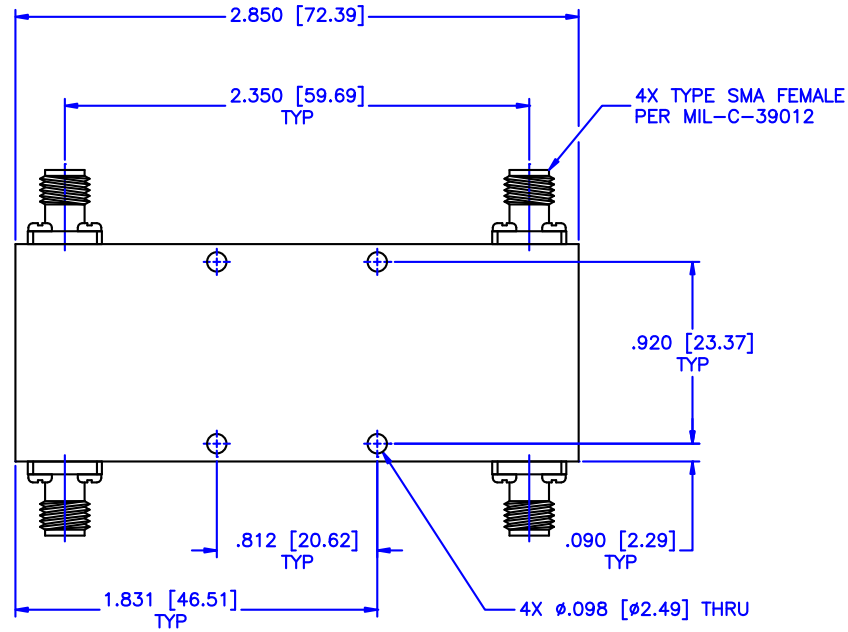 2.850 [72.39]
2.350 [59.69]
TYP
4X TYPE SMA FEMALE
PER MIL-C-39012
.920 [23.37]
TYP
.812 [20.62]
TYP
.090 [2.29]
TYP
1.831 [46.51]
TYP
4X ø.098 [ø2.49] THRU